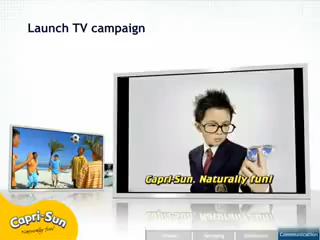 Launch TV campaign
Capri-Sun. Naturally fun!
Capri-Sun
Naturally fun!
Communication